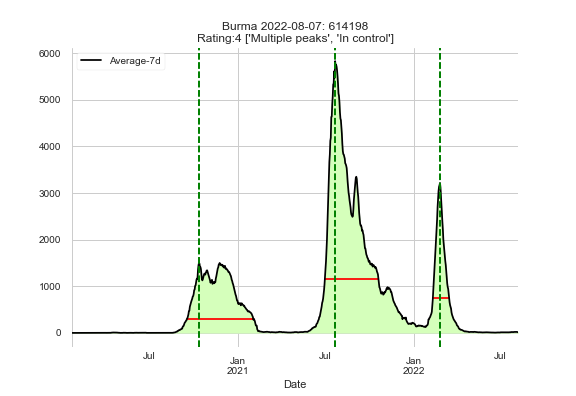 Burma 2022-08-07: 614198
Rating:4 ['Multiple peaks', 'In control']
Average-7d
6000
5000
4000
3000
2000
1000
0
Jul
Jan
2021
Jul
Jan
2022
Jul
Date